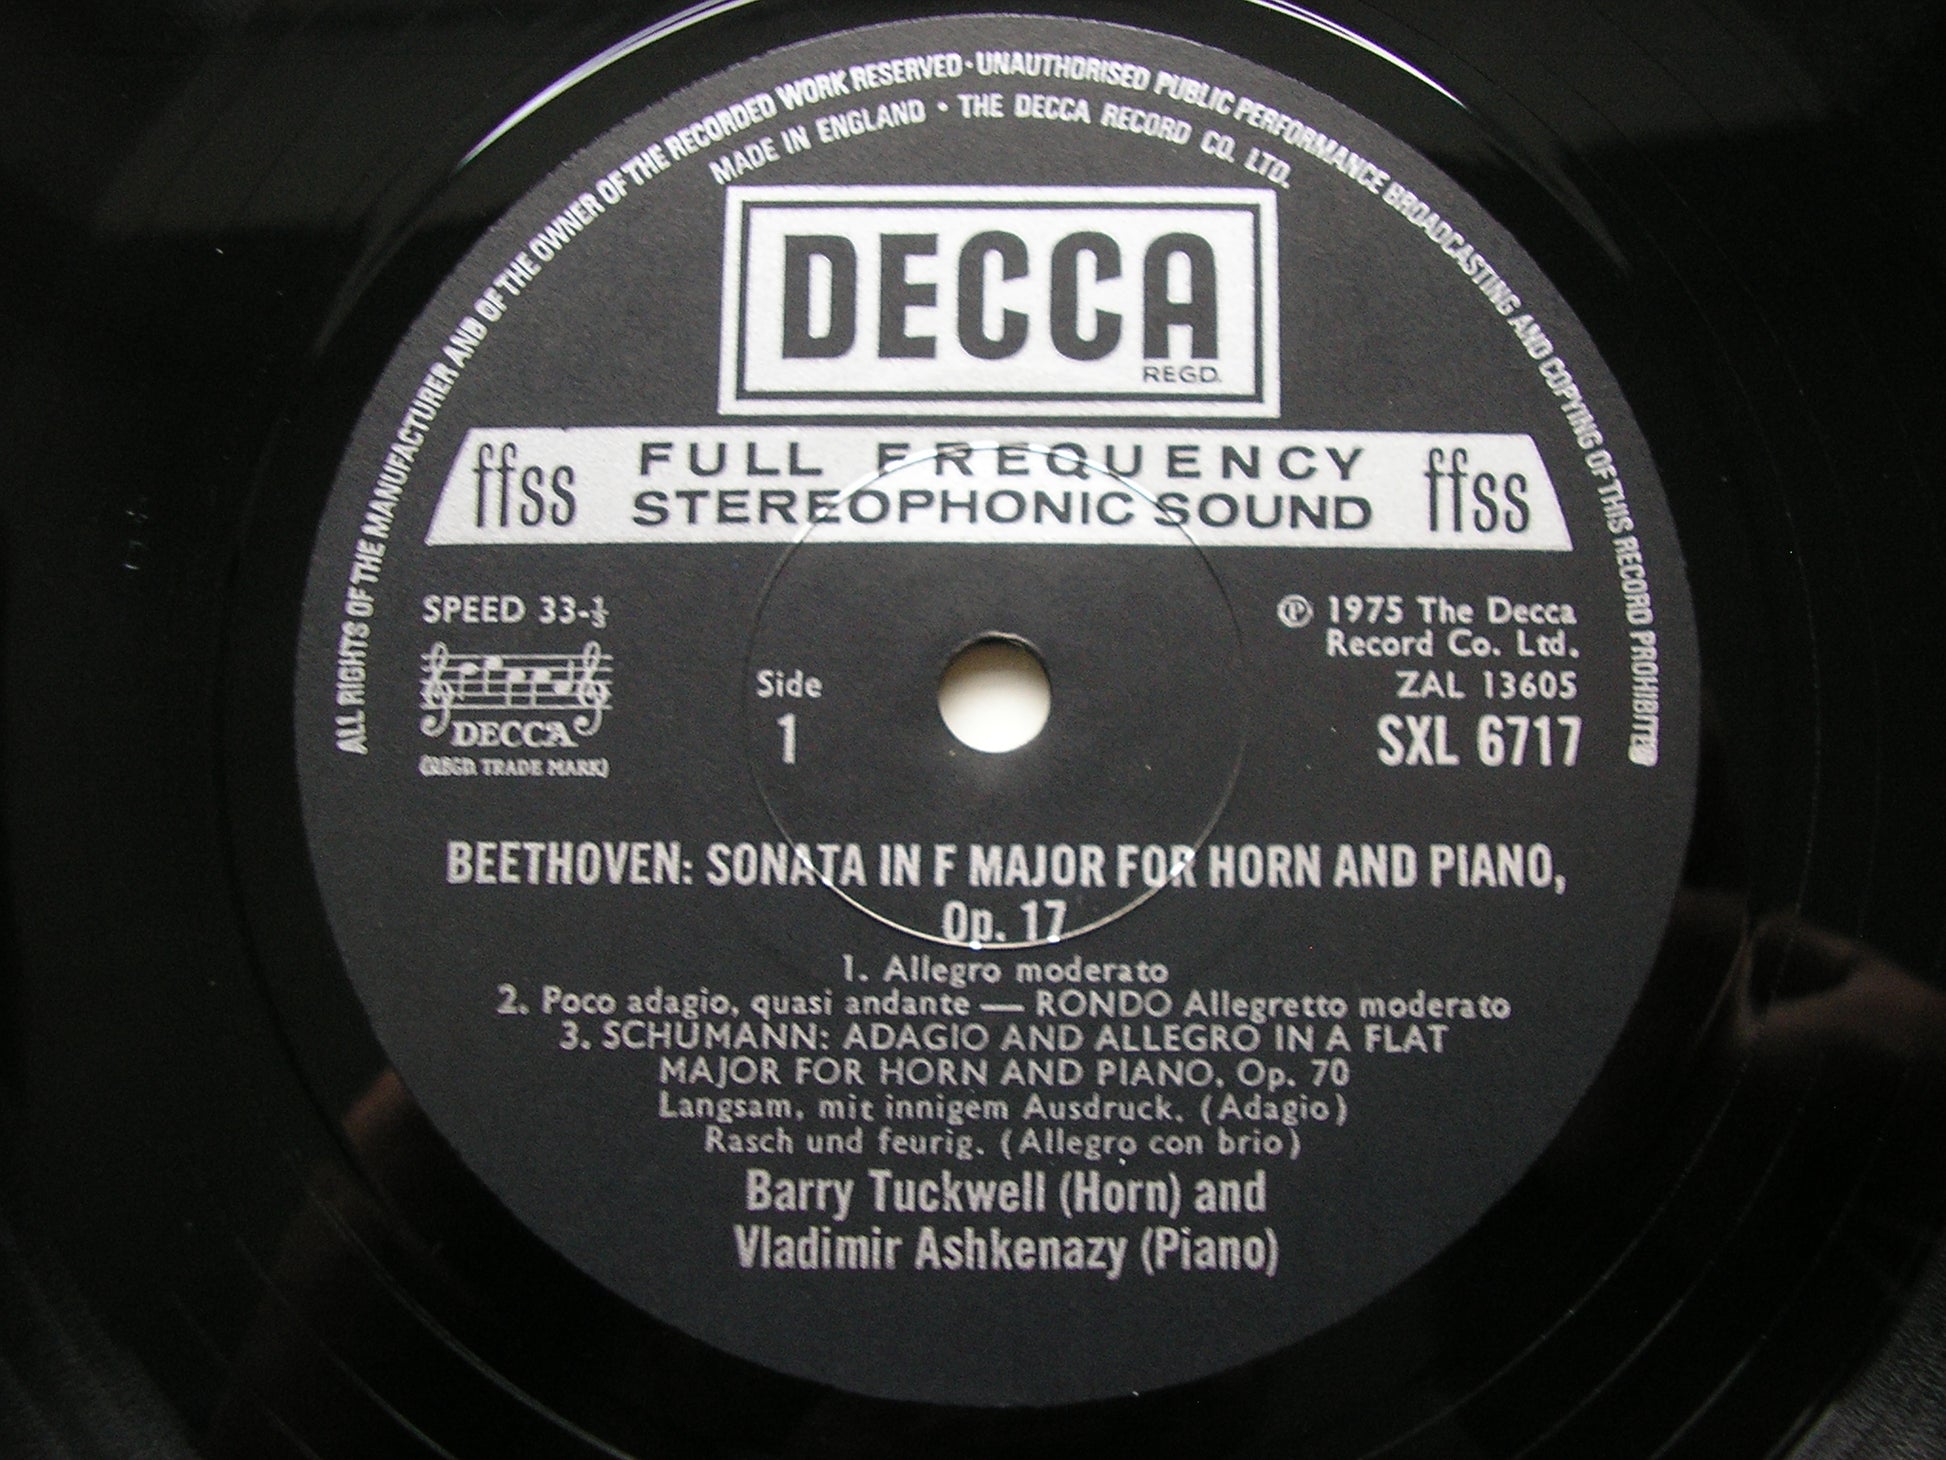 ALL RIGHTS OF THE MANUFACTURER AND OF THE OWNER OF THE RECORDED WORK RESERVED · UNAUTHORISED PUBLIC PERFORMANCE BROADCASTING AND COPYING OF THIS RECORD PROHIBITED
MADE IN ENGLAND • THE DECCA RECORD CO. LTD.
DECCA
REGD.
ffss FULL FREQUENCY STEREOPHONIC SOUND ffss
SPEED 33-⅓
DECCA
(REGD. TRADE MARK)
Side
1
℗ 1975 The Decca
Record Co. Ltd.
ZAL 13605
SXL 6717
BEETHOVEN: SONATA IN F MAJOR FOR HORN AND PIANO,
Op. 17
1. Allegro moderato
2. Poco adagio, quasi andante — RONDO Allegretto moderato
3. SCHUMANN: ADAGIO AND ALLEGRO IN A FLAT
MAJOR FOR HORN AND PIANO, Op. 70
Langsam, mit innigem Ausdruck. (Adagio)
Rasch und feurig. (Allegro con brio)
Barry Tuckwell (Horn) and
Vladimir Ashkenazy (Piano)